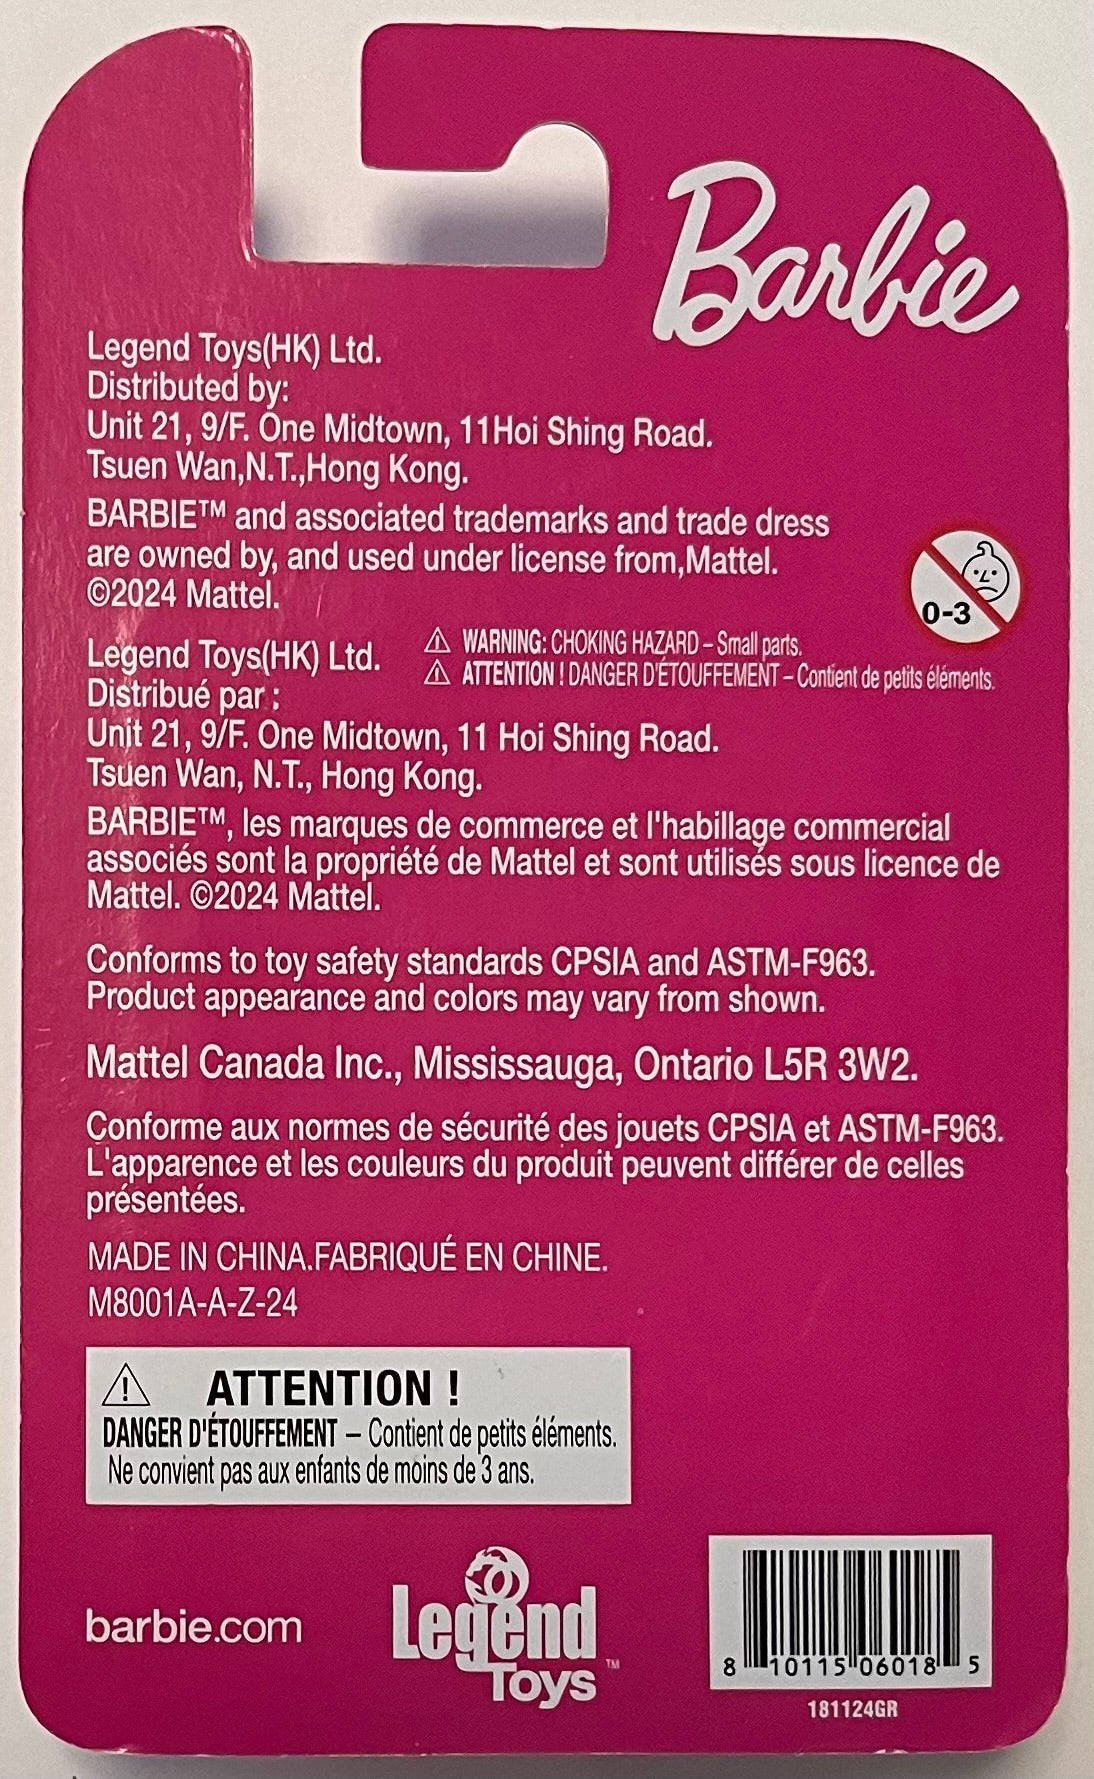 Barbie
Legend Toys(HK) Ltd.
Distributed by:
Unit 21, 9/F. One Midtown, 11Hoi Shing Road.
Tsuen Wan,N.T.,Hong Kong.
BARBIE™ and associated trademarks and trade dress
are owned by, and used under license from,Mattel.
©2024 Mattel.
0-3
⚠ WARNING: CHOKING HAZARD – Small parts.
⚠ ATTENTION ! DANGER D'ÉTOUFFEMENT – Contient de petits éléments.
Legend Toys(HK) Ltd.
Distribué par :
Unit 21, 9/F. One Midtown, 11 Hoi Shing Road.
Tsuen Wan, N.T., Hong Kong.
BARBIE™, les marques de commerce et l'habillage commercial
associés sont la propriété de Mattel et sont utilisés sous licence de
Mattel. ©2024 Mattel.
Conforms to toy safety standards CPSIA and ASTM-F963.
Product appearance and colors may vary from shown.
Mattel Canada Inc., Mississauga, Ontario L5R 3W2.
Conforme aux normes de sécurité des jouets CPSIA et ASTM-F963.
L'apparence et les couleurs du produit peuvent différer de celles
présentées.
MADE IN CHINA.FABRIQUÉ EN CHINE.
M8001A-A-Z-24
⚠ ATTENTION !
DANGER D'ÉTOUFFEMENT – Contient de petits éléments.
Ne convient pas aux enfants de moins de 3 ans.
barbie.com
Legend
Toys™
8 10115 06018 5
181124GR